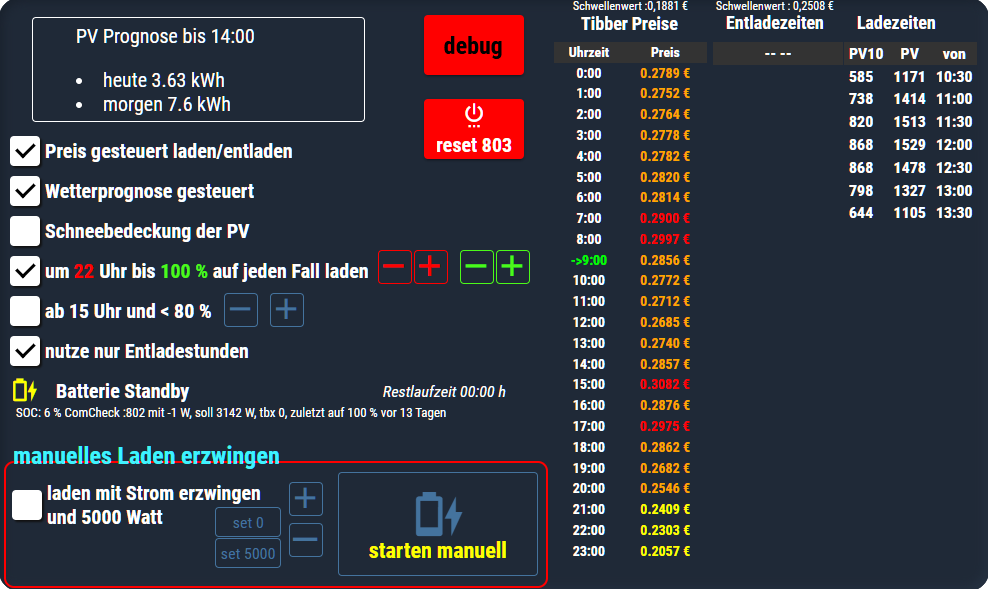 PV Prognose bis 14:00
• heute 3.63 kWh
• morgen 7.6 kWh
debug
reset 803
Preis gesteuert laden/entladen
Wetterprognose gesteuert
Schneebedeckung der PV
um 22 Uhr bis 100 % auf jeden Fall laden
ab 15 Uhr und < 80 %
nutze nur Entladestunden
Batterie Standby
Restlaufzeit 00:00 h
SOC: 6 % ComCheck :802 mit -1 W, soll 3142 W, tbx 0, zuletzt auf 100 % vor 13 Tagen
manuelles Laden erzwingen
laden mit Strom erzwingen
und 5000 Watt
set 0
set 5000
starten manuell
Schwellenwert :0,1881 €
Tibber Preise
Uhrzeit Preis
0:00 0.2789 €
1:00 0.2752 €
2:00 0.2764 €
3:00 0.2778 €
4:00 0.2782 €
5:00 0.2820 €
6:00 0.2814 €
7:00 0.2900 €
8:00 0.2997 €
->9:00 0.2856 €
10:00 0.2772 €
11:00 0.2712 €
12:00 0.2685 €
13:00 0.2740 €
14:00 0.2857 €
15:00 0.3082 €
16:00 0.2876 €
17:00 0.2975 €
18:00 0.2862 €
19:00 0.2682 €
20:00 0.2546 €
21:00 0.2409 €
22:00 0.2303 €
23:00 0.2057 €
Schwellenwert :0,2508 €
Entladezeiten
-- --
Ladezeiten
PV10 PV von
585 1171 10:30
738 1414 11:00
820 1513 11:30
868 1529 12:00
868 1478 12:30
798 1327 13:00
644 1105 13:30